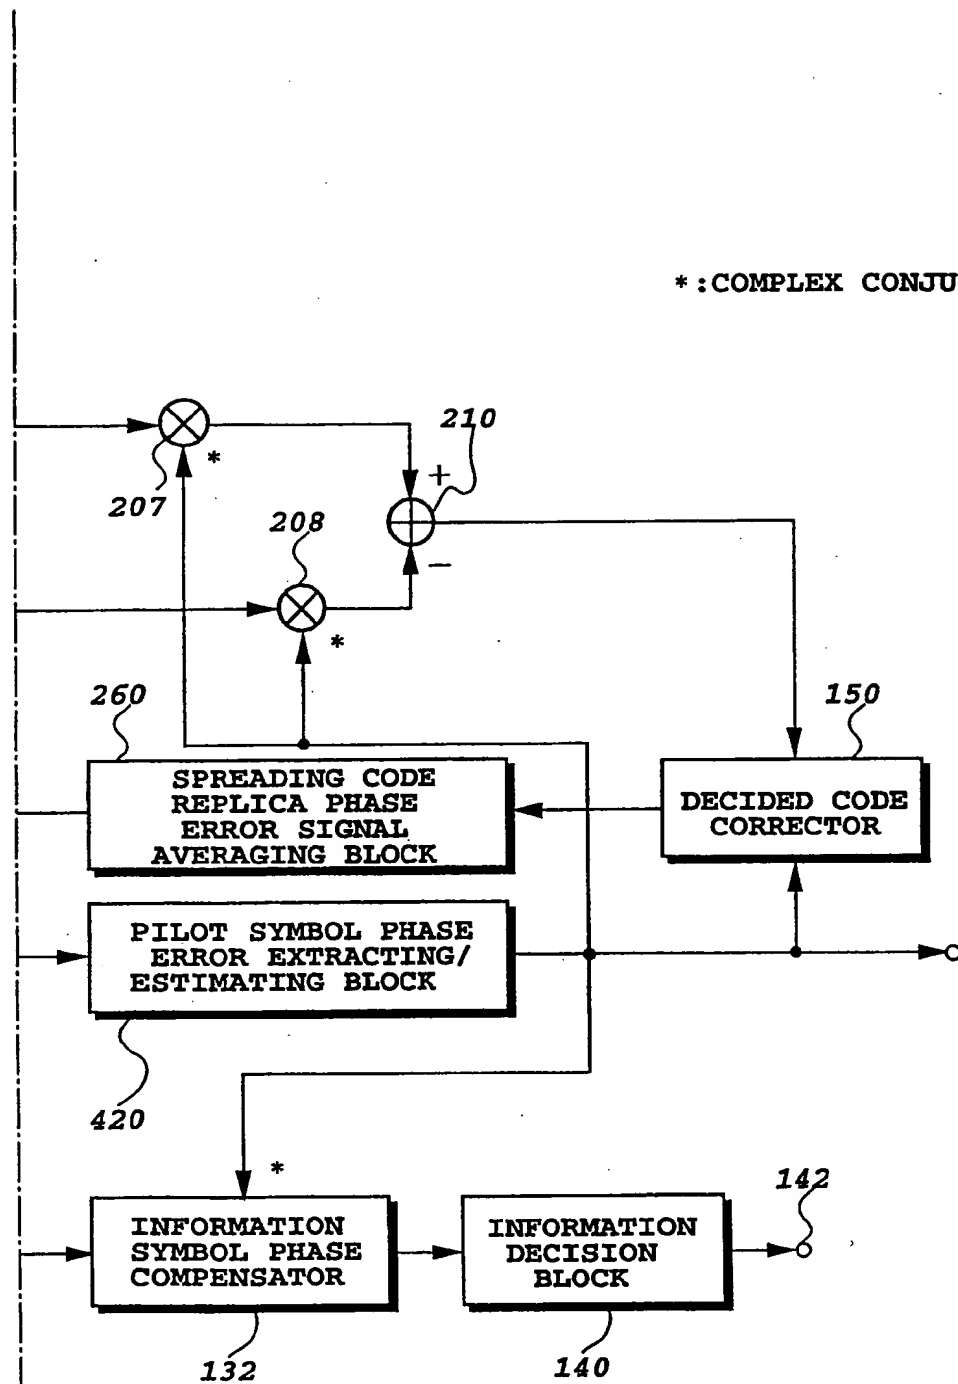 *:COMPLEX CONJU
210
+
*
207
208
−
*
260
150
SPREADING CODE
REPLICA PHASE
ERROR SIGNAL
AVERAGING BLOCK
DECIDED CODE
CORRECTOR
PILOT SYMBOL PHASE
ERROR EXTRACTING/
ESTIMATING BLOCK
420
*
142
INFORMATION
SYMBOL PHASE
COMPENSATOR
INFORMATION
DECISION
BLOCK
132
140